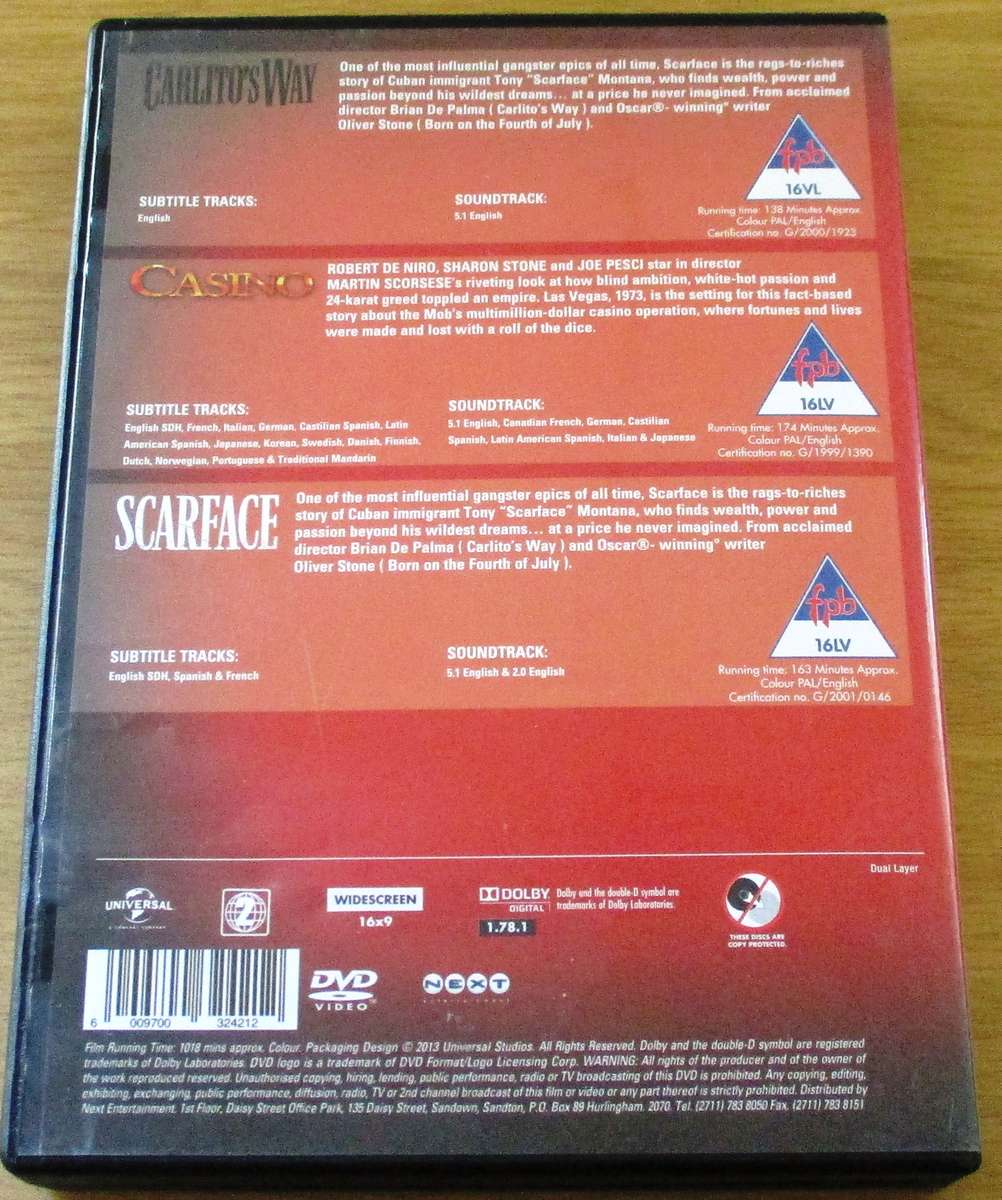 CARLITO'S WAY
One of the most influential gangster epics of all time, Scarface is the rags-to-riches
story of Cuban immigrant Tony "Scarface" Montana, who finds wealth, power and
passion beyond his wildest dreams... at a price he never imagined. From acclaimed
director Brian De Palma ( Carlito's Way ) and Oscar®- winning° writer
Oliver Stone ( Born on the Fourth of July ).
fpb
16VL
SUBTITLE TRACKS:
English
SOUNDTRACK:
5.1 English
Running time: 138 Minutes Approx.
Colour PAL/English
Certification no. G/2000/1923
CASINO
ROBERT DE NIRO, SHARON STONE and JOE PESCI star in director
MARTIN SCORSESE's riveting look at how blind ambition, white-hot passion and
24-karat greed toppled an empire. Las Vegas, 1973, is the setting for this fact-based
story about the Mob's multimillion-dollar casino operation, where fortunes and lives
were made and lost with a roll of the dice.
fpb
16LV
SUBTITLE TRACKS:
English SDH, French, Italian, German, Castilian Spanish, Latin
American Spanish, Japanese, Korean, Swedish, Danish, Finnish,
Dutch, Norwegian, Portuguese & Traditional Mandarin
SOUNDTRACK:
5.1 English, Canadian French, German, Castilian
Spanish, Latin American Spanish, Italian & Japanese
Running time: 174 Minutes Approx.
Colour PAL/English
Certification no. G/1999/1390
SCARFACE
One of the most influential gangster epics of all time, Scarface is the rags-to-riches
story of Cuban immigrant Tony "Scarface" Montana, who finds wealth, power and
passion beyond his wildest dreams... at a price he never imagined. From acclaimed
director Brian De Palma ( Carlito's Way ) and Oscar®- winning° writer
Oliver Stone ( Born on the Fourth of July ).
fpb
16LV
SUBTITLE TRACKS:
English SDH, Spanish & French
SOUNDTRACK:
5.1 English & 2.0 English
Running time: 163 Minutes Approx.
Colour PAL/English
Certification no. G/2001/0146
Dual Layer
UNIVERSAL
2
WIDESCREEN
16x9
DOLBY
DIGITAL
1.78.1
Dolby and the double-D symbol are
trademarks of Dolby Laboratories.
THESE DISCS ARE
COPY PROTECTED.
6 009700 324212
DVD
VIDEO
NEXT
Film Running Time: 1018 mins approx. Colour. Packaging Design © 2013 Universal Studios. All Rights Reserved. Dolby and the double-D symbol are registered
trademarks of Dolby Laboratories. DVD logo is a trademark of DVD Format/Logo Licensing Corp. WARNING: All rights of the producer and of the owner of
the work reproduced reserved. Unauthorised copying, hiring, lending, public performance, radio or TV broadcasting of this DVD is prohibited. Any copying, editing,
exhibiting, exchanging, public performance, diffusion, radio, TV or 2nd channel broadcast of this film or video or any part thereof is strictly prohibited. Distributed by
Next Entertainment. 1st Floor, Daisy Street Office Park, 135 Daisy Street, Sandown, Sandton, P.O. Box 89 Hurlingham. 2070. Tel. (2711) 783 8050 Fax. (2711) 783 8151